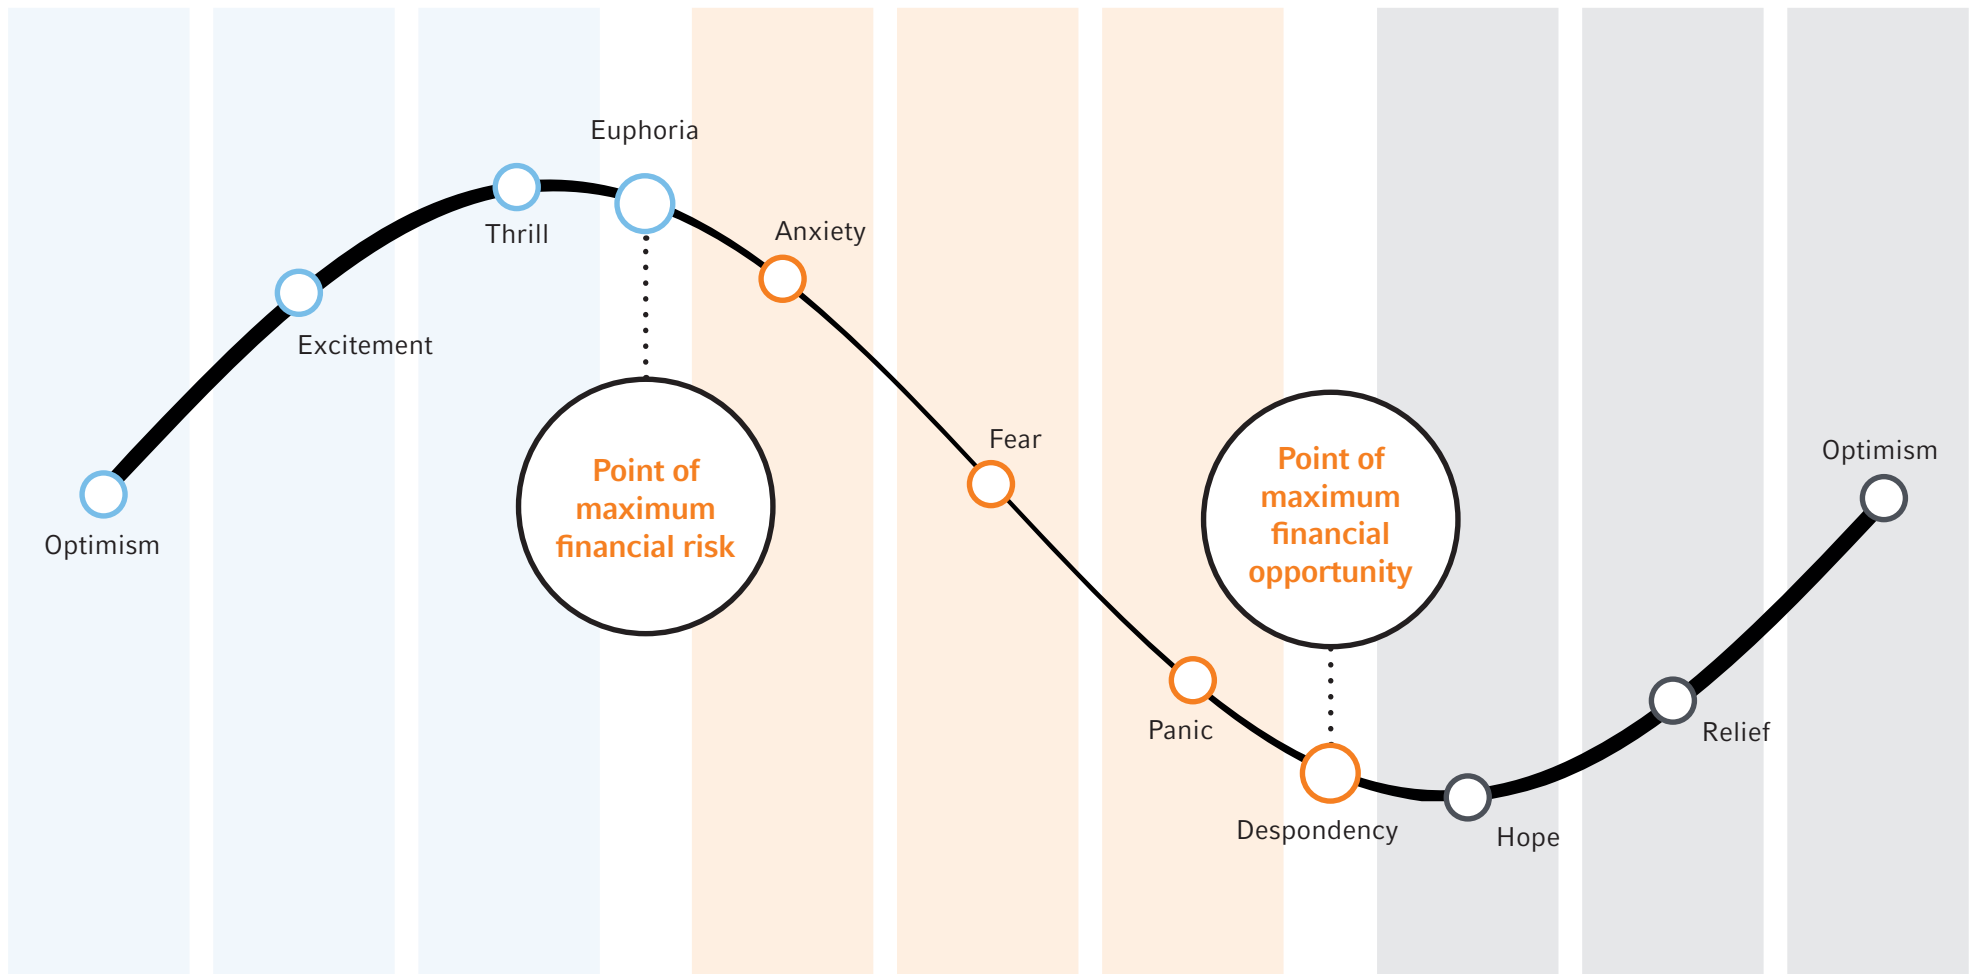 Euphoria
Thrill
Anxiety
Excitement
Optimism
Point of
maximum
financial risk
Fear
Point of
maximum
financial
opportunity
Optimism
Panic
Despondency
Hope
Relief